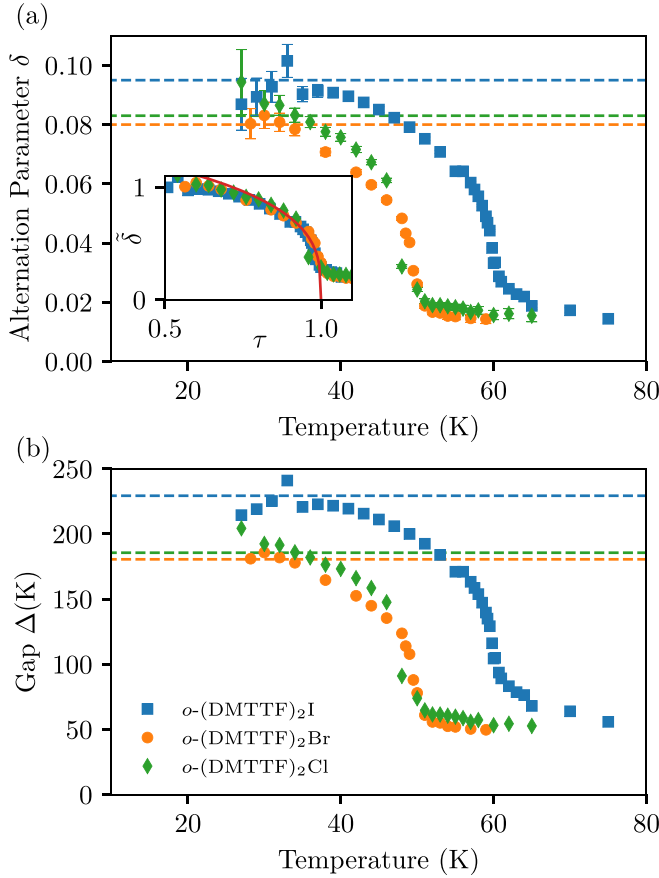 (a)
Alternation Parameter δ
0.10
0.08
0.06
0.04
0.02
0.00
1
δ̃
0
0.5
τ
1.0
20
40
60
80
Temperature (K)
(b)
Gap Δ(K)
250
200
150
100
50
0
o-(DMTTF)₂I
o-(DMTTF)₂Br
o-(DMTTF)₂Cl
20
40
60
80
Temperature (K)